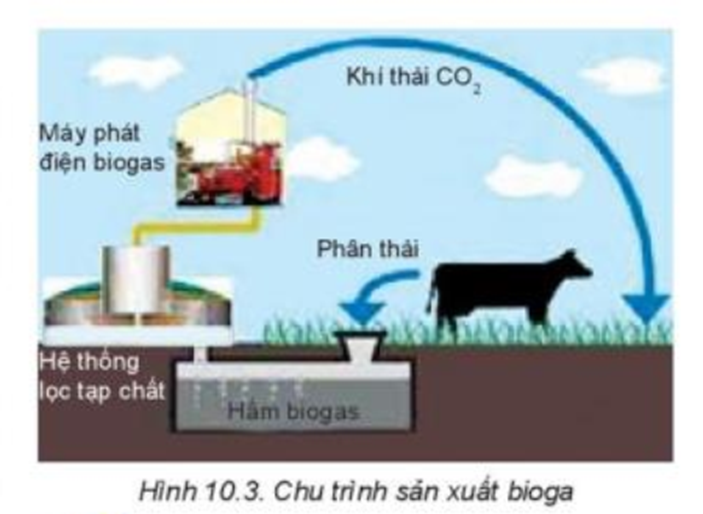 Khí thải CO₂
Máy phát
điện biogas
Phân thải
Hệ thống
lọc tạp chất
Hầm biogas
Hình 10.3. Chu trình sản xuất bioga